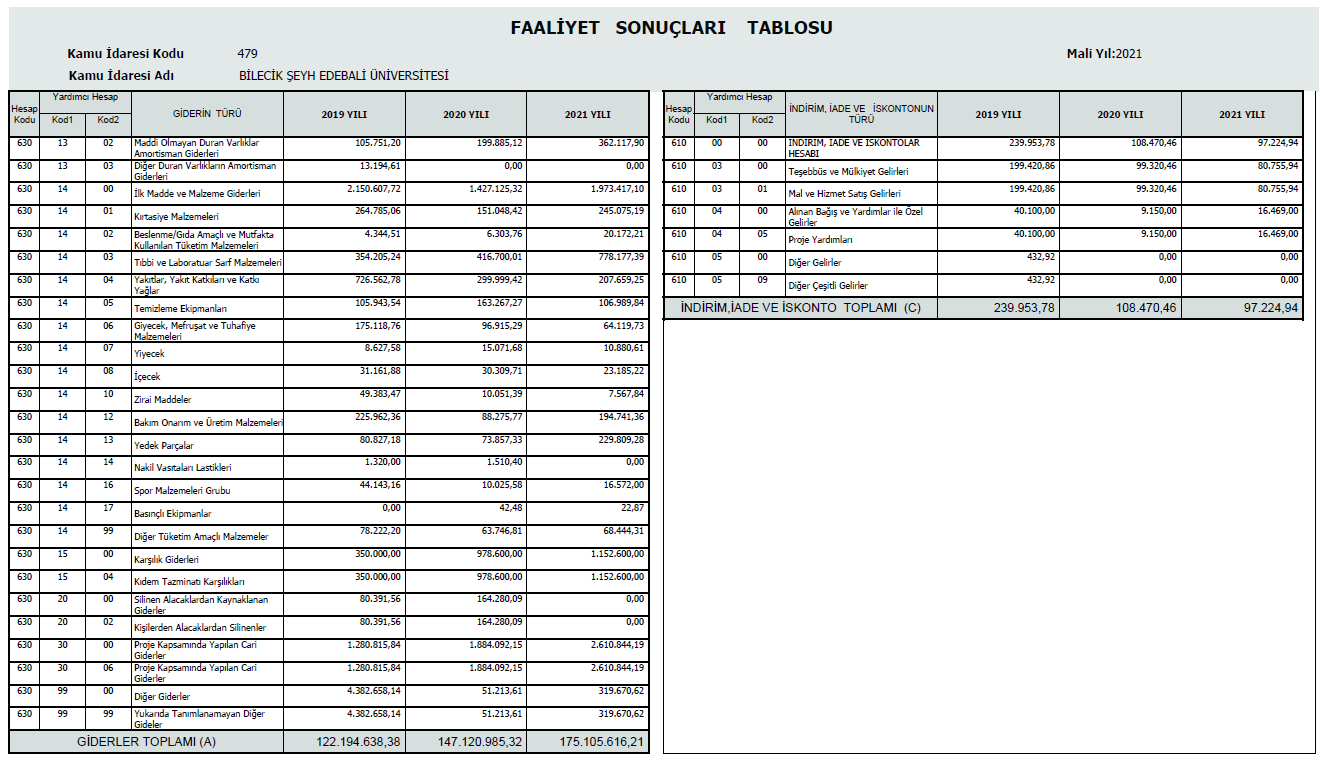 FAALİYET SONUÇLARI TABLOSU
Kamu İdaresi Kodu 479 Mali Yıl:2021
Kamu İdaresi Adı BİLECİK ŞEYH EDEBALİ ÜNİVERSİTESİ
Hesap Kodu Yardımcı Hesap Kod1 Kod2 GİDERİN TÜRÜ 2019 YILI 2020 YILI 2021 YILI
630 13 02 Maddi Olmayan Duran Varlıklar Amortisman Giderleri 105.751,20 199.885,12 362.117,90
630 13 03 Diğer Duran Varlıkların Amortisman Giderleri 13.194,61 0,00 0,00
630 14 00 İlk Madde ve Malzeme Giderleri 2.150.607,72 1.427.125,32 1.973.417,10
630 14 01 Kırtasiye Malzemeleri 264.785,06 151.048,42 245.075,19
630 14 02 Beslenme/Gıda Amaçlı ve Mutfakta Kullanılan Tüketim Malzemeleri 4.344,51 6.303,76 20.172,21
630 14 03 Tıbbi ve Laboratuar Sarf Malzemeleri 354.205,24 416.700,01 778.177,39
630 14 04 Yakıtlar, Yakıt Katkıları ve Katkı Yağlar 726.562,78 299.999,42 207.659,25
630 14 05 Temizleme Ekipmanları 105.943,54 163.267,27 106.989,84
630 14 06 Giyecek, Mefruşat ve Tuhafiye Malzemeleri 175.118,76 96.915,29 64.119,73
630 14 07 Yiyecek 8.627,58 15.071,68 10.880,61
630 14 08 İçecek 31.161,88 30.309,71 23.185,22
630 14 10 Zirai Maddeler 49.383,47 10.051,39 7.567,84
630 14 12 Bakım Onarım ve Üretim Malzemeleri 225.962,36 88.275,77 194.741,36
630 14 13 Yedek Parçalar 80.827,18 73.857,33 229.809,28
630 14 14 Nakil Vasıtaları Lastikleri 1.320,00 1.510,40 0,00
630 14 16 Spor Malzemeleri Grubu 44.143,16 10.025,58 16.572,00
630 14 17 Basınçlı Ekipmanlar 0,00 42,48 22,87
630 14 99 Diğer Tüketim Amaçlı Malzemeler 78.222,20 63.746,81 68.444,31
630 15 00 Karşılık Giderleri 350.000,00 978.600,00 1.152.600,00
630 15 04 Kıdem Tazminatı Karşılıkları 350.000,00 978.600,00 1.152.600,00
630 20 00 Silinen Alacaklardan Kaynaklanan Giderler 80.391,56 164.280,09 0,00
630 20 02 Kişilerden Alacaklardan Silinenler 80.391,56 164.280,09 0,00
630 30 00 Proje Kapsamında Yapılan Cari Giderler 1.280.815,84 1.884.092,15 2.610.844,19
630 30 06 Proje Kapsamında Yapılan Cari Giderler 1.280.815,84 1.884.092,15 2.610.844,19
630 99 00 Diğer Giderler 4.382.658,14 51.213,61 319.670,62
630 99 99 Yukarıda Tanımlanamayan Diğer Gideler 4.382.658,14 51.213,61 319.670,62
GİDERLER TOPLAMI (A) 122.194.638,38 147.120.985,32 175.105.616,21
Hesap Kodu Yardımcı Hesap Kod1 Kod2 İNDİRİM, İADE VE İSKONTONUN TÜRÜ 2019 YILI 2020 YILI 2021 YILI
610 00 00 İNDİRİM, İADE VE İSKONTOLAR HESABI 239.953,78 108.470,46 97.224,94
610 03 00 Teşebbüs ve Mülkiyet Gelirleri 199.420,86 99.320,46 80.755,94
610 03 01 Mal ve Hizmet Satış Gelirleri 199.420,86 99.320,46 80.755,94
610 04 00 Alınan Bağış ve Yardımlar ile Özel Gelirler 40.100,00 9.150,00 16.469,00
610 04 05 Proje Yardımları 40.100,00 9.150,00 16.469,00
610 05 00 Diğer Gelirler 432,92 0,00 0,00
610 05 09 Diğer Çeşitli Gelirler 432,92 0,00 0,00
İNDİRİM,İADE VE İSKONTO TOPLAMI (C) 239.953,78 108.470,46 97.224,94